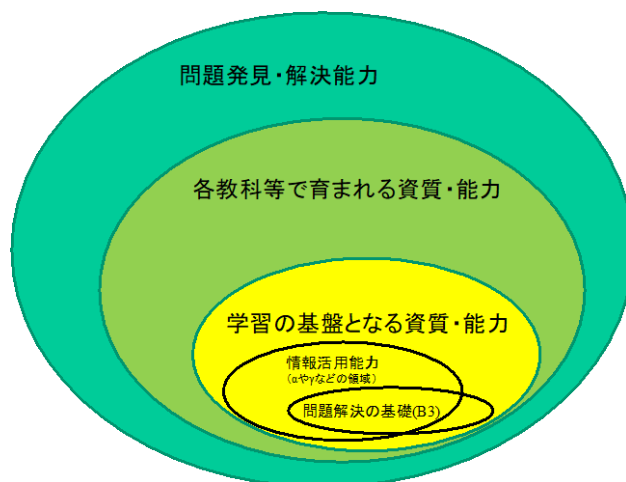 問題発見・解決能力
各教科等で育まれる資質・能力
学習の基盤となる資質・能力
情報活用能力
(αやγなどの領域)
問題解決の基礎(B3)